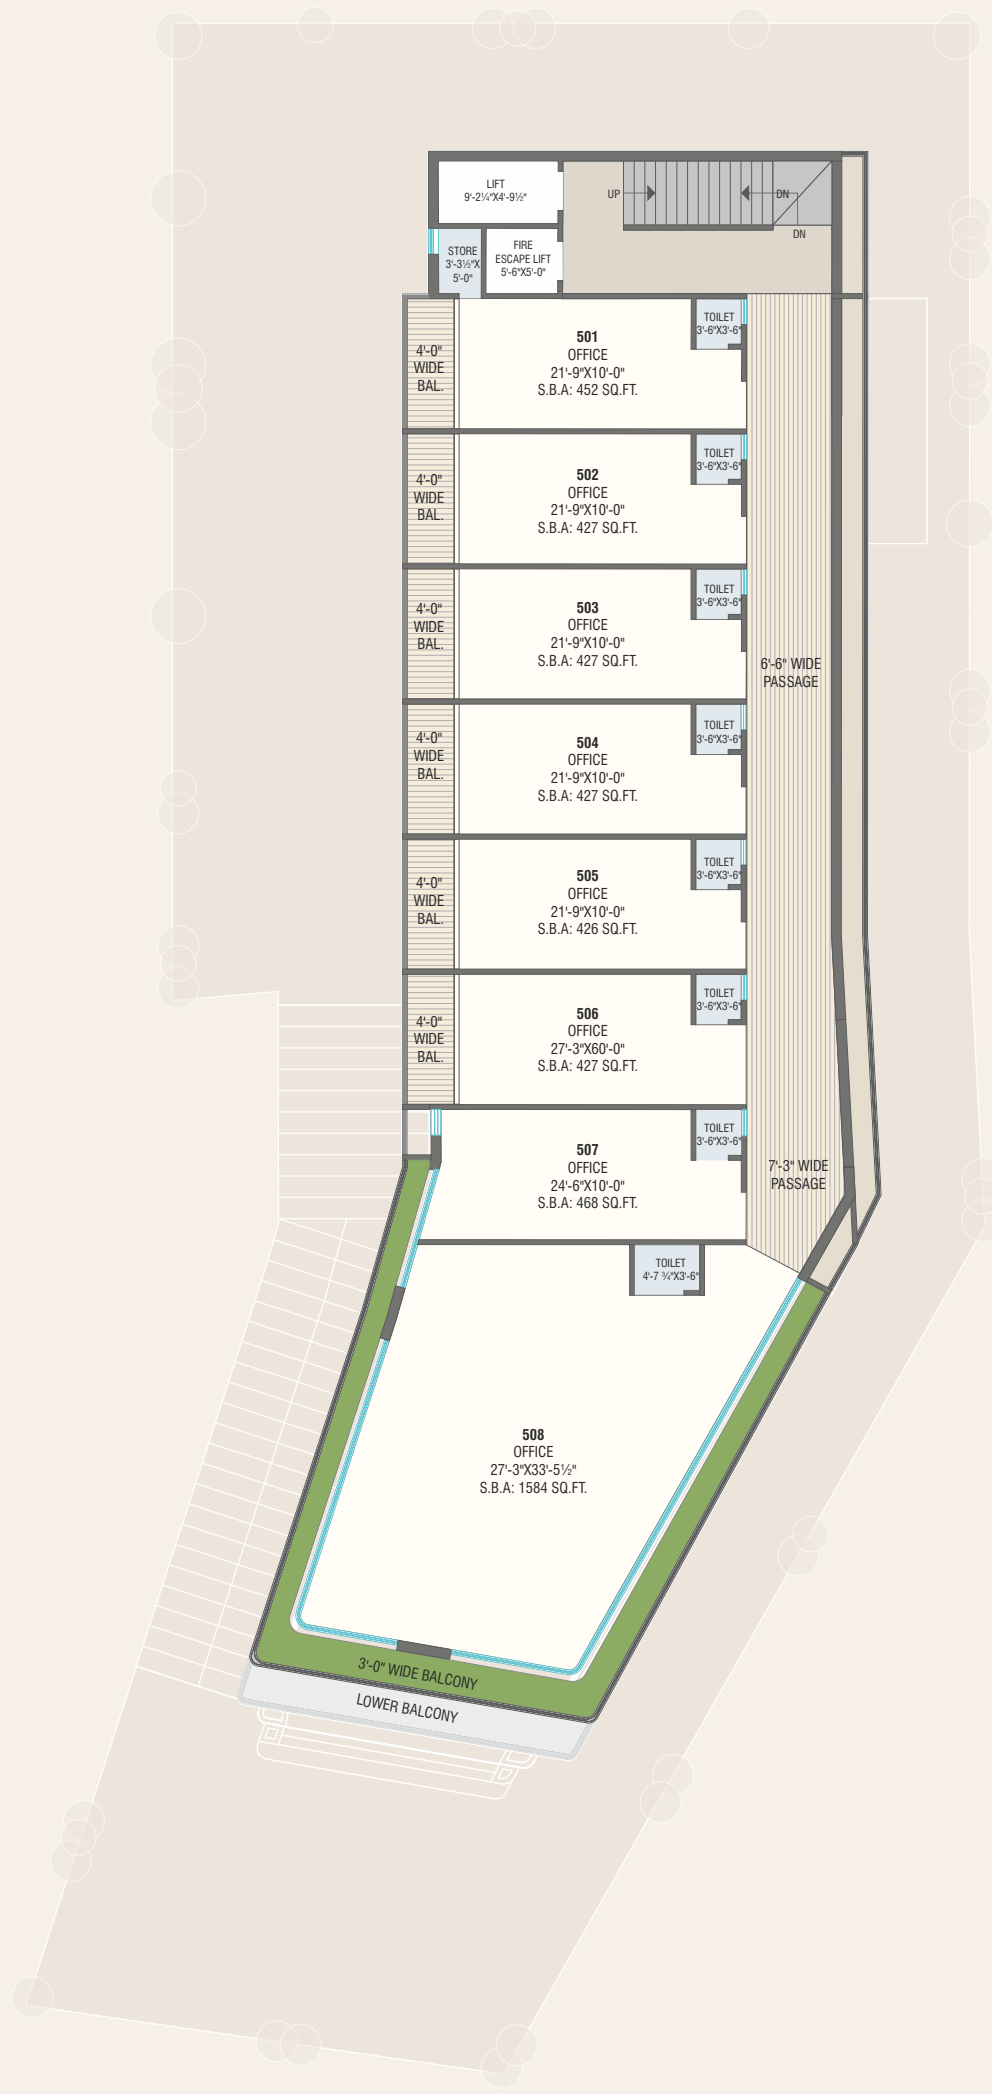 LIFT
9'-2¼"X4'-9½"
UP
DN
DN
STORE
3'-3½"X
5'-0"
FIRE
ESCAPE LIFT
5'-6"X5'-0"
4'-0"
WIDE
BAL.
501
OFFICE
21'-9"X10'-0"
S.B.A: 452 SQ.FT.
TOILET
3'-6"X3'-6"
4'-0"
WIDE
BAL.
502
OFFICE
21'-9"X10'-0"
S.B.A: 427 SQ.FT.
TOILET
3'-6"X3'-6"
4'-0"
WIDE
BAL.
503
OFFICE
21'-9"X10'-0"
S.B.A: 427 SQ.FT.
TOILET
3'-6"X3'-6"
6'-6" WIDE
PASSAGE
4'-0"
WIDE
BAL.
504
OFFICE
21'-9"X10'-0"
S.B.A: 427 SQ.FT.
TOILET
3'-6"X3'-6"
4'-0"
WIDE
BAL.
505
OFFICE
21'-9"X10'-0"
S.B.A: 426 SQ.FT.
TOILET
3'-6"X3'-6"
4'-0"
WIDE
BAL.
506
OFFICE
27'-3"X60'-0"
S.B.A: 427 SQ.FT.
TOILET
3'-6"X3'-6"
507
OFFICE
24'-6"X10'-0"
S.B.A: 468 SQ.FT.
TOILET
3'-6"X3'-6"
7'-3" WIDE
PASSAGE
TOILET
4'-7 ¾"X3'-6"
508
OFFICE
27'-3"X33'-5½"
S.B.A: 1584 SQ.FT.
3'-0" WIDE BALCONY
LOWER BALCONY